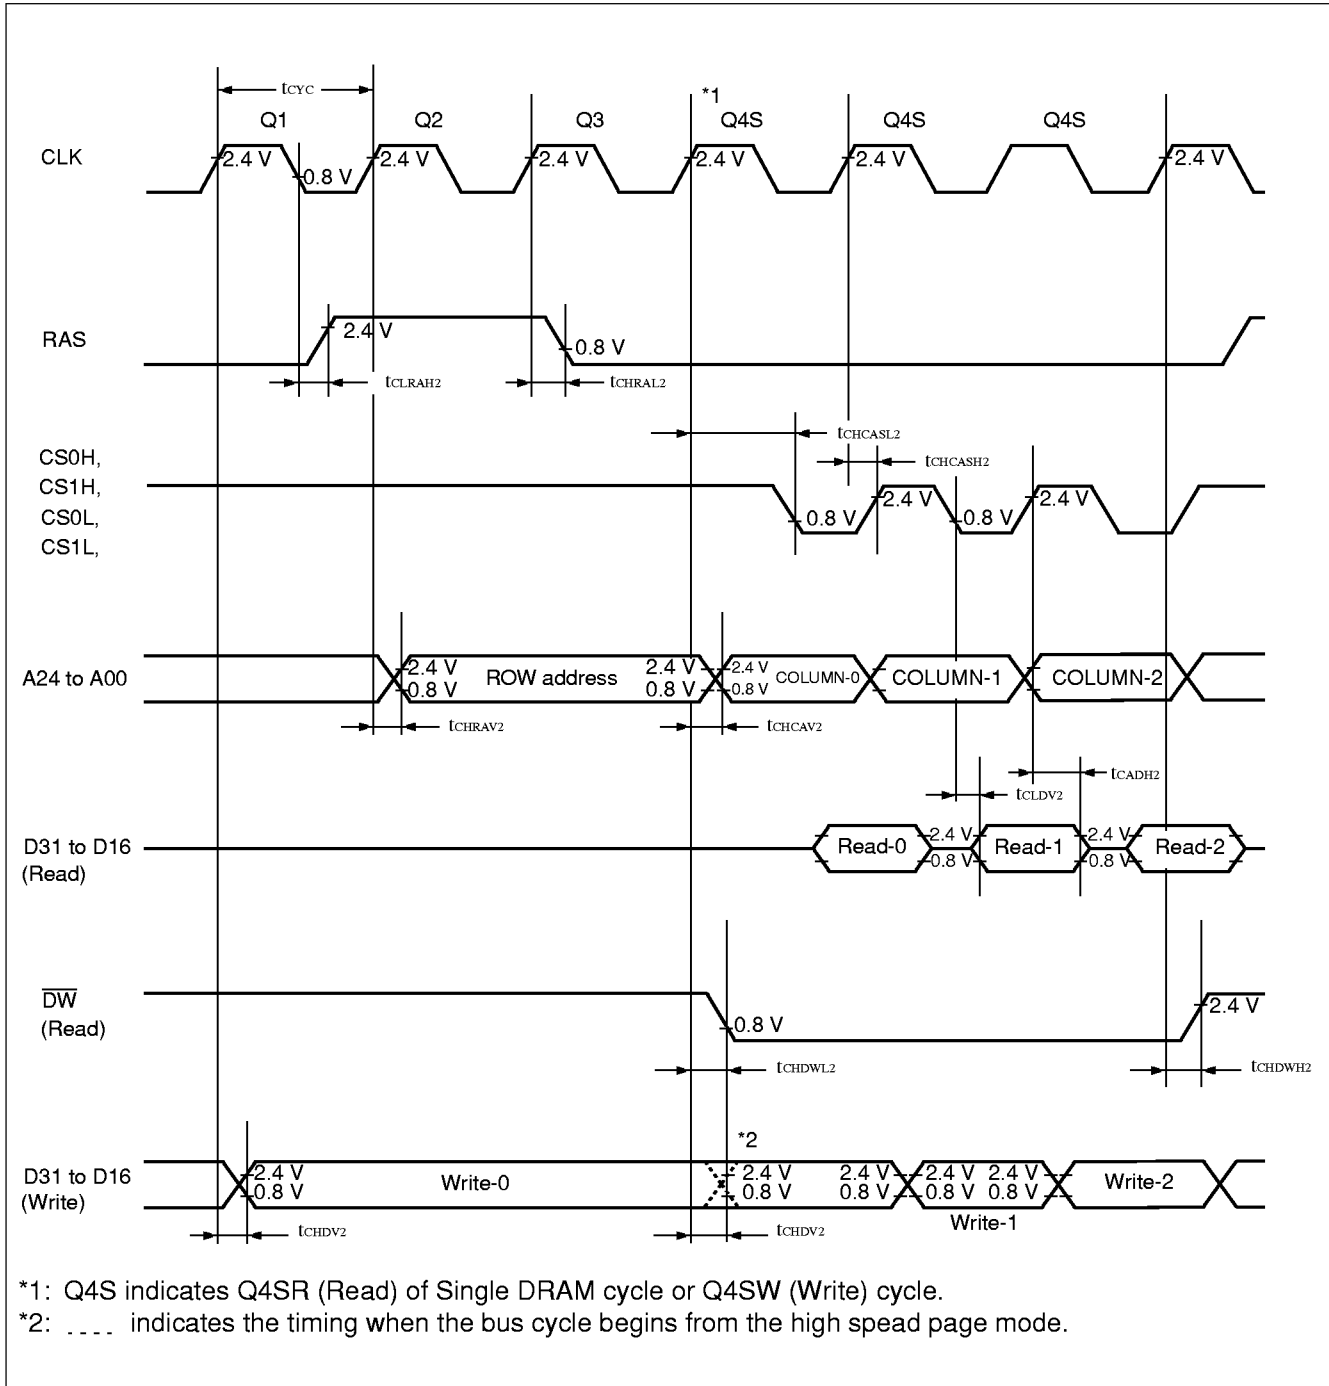 tCYC
*1
Q1 Q2 Q3 Q4S Q4S Q4S
CLK 2.4 V 0.8 V 2.4 V 2.4 V 2.4 V 2.4 V 2.4 V
RAS 2.4 V 0.8 V
tCLRAH2 tCHRAL2
tCHCASL2
CS0H,
tCHCASH2
CS1H,
2.4 V 2.4 V
CS0L,
0.8 V 0.8 V
CS1L,
A24 to A00
2.4 V 2.4 V 2.4 V
ROW address COLUMN-0 COLUMN-1 COLUMN-2
0.8 V 0.8 V 0.8 V
tCHRAV2 tCHCAV2
tCADH2
tCLDV2
D31 to D16
(Read)
2.4 V 2.4 V
Read-0 Read-1 Read-2
0.8 V 0.8 V
DW
(Read)
0.8 V 2.4 V
tCHDWL2 tCHDWH2
*2
D31 to D16
(Write)
2.4 V 2.4 V 2.4 V 2.4 V 2.4 V
Write-0 Write-2
0.8 V 0.8 V 0.8 V 0.8 V 0.8 V
Write-1
tCHDV2 tCHDV2
*1: Q4S indicates Q4SR (Read) of Single DRAM cycle or Q4SW (Write) cycle.
*2: .... indicates the timing when the bus cycle begins from the high spead page mode.